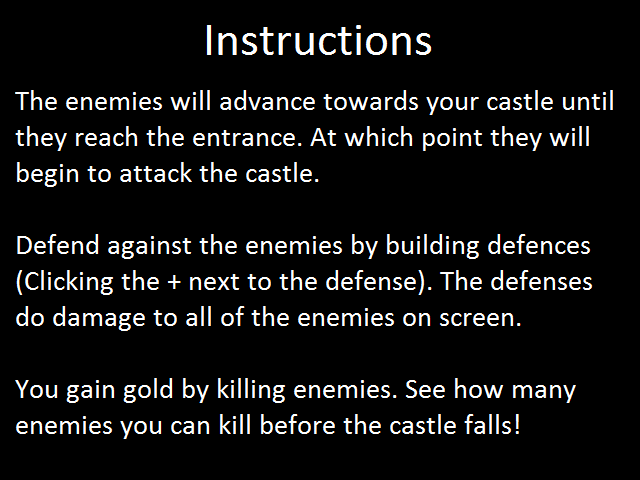 Instructions
The enemies will advance towards your castle until
they reach the entrance. At which point they will
begin to attack the castle.
Defend against the enemies by building defences
(Clicking the + next to the defense). The defenses
do damage to all of the enemies on screen.
You gain gold by killing enemies. See how many
enemies you can kill before the castle falls!